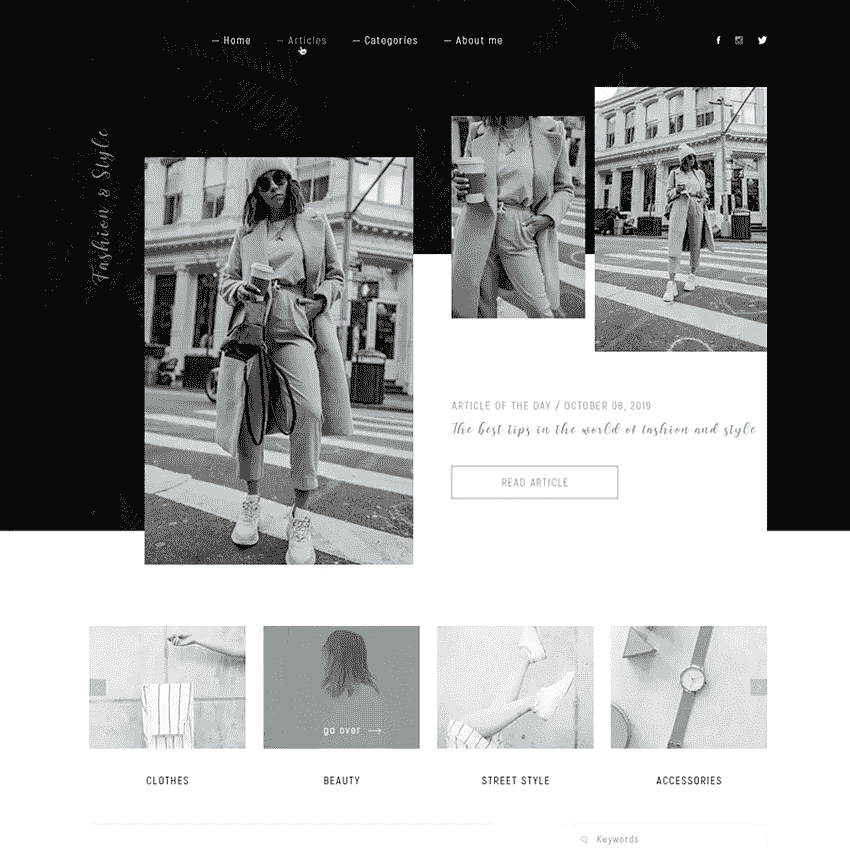 — Home — Articles — Categories — About me
Fashion & Style
ARTICLE OF THE DAY / OCTOBER 08, 2019
The best tips in the world of fashion and style
READ ARTICLE
go over →
CLOTHES BEAUTY STREET STYLE ACCESSORIES
Keywords